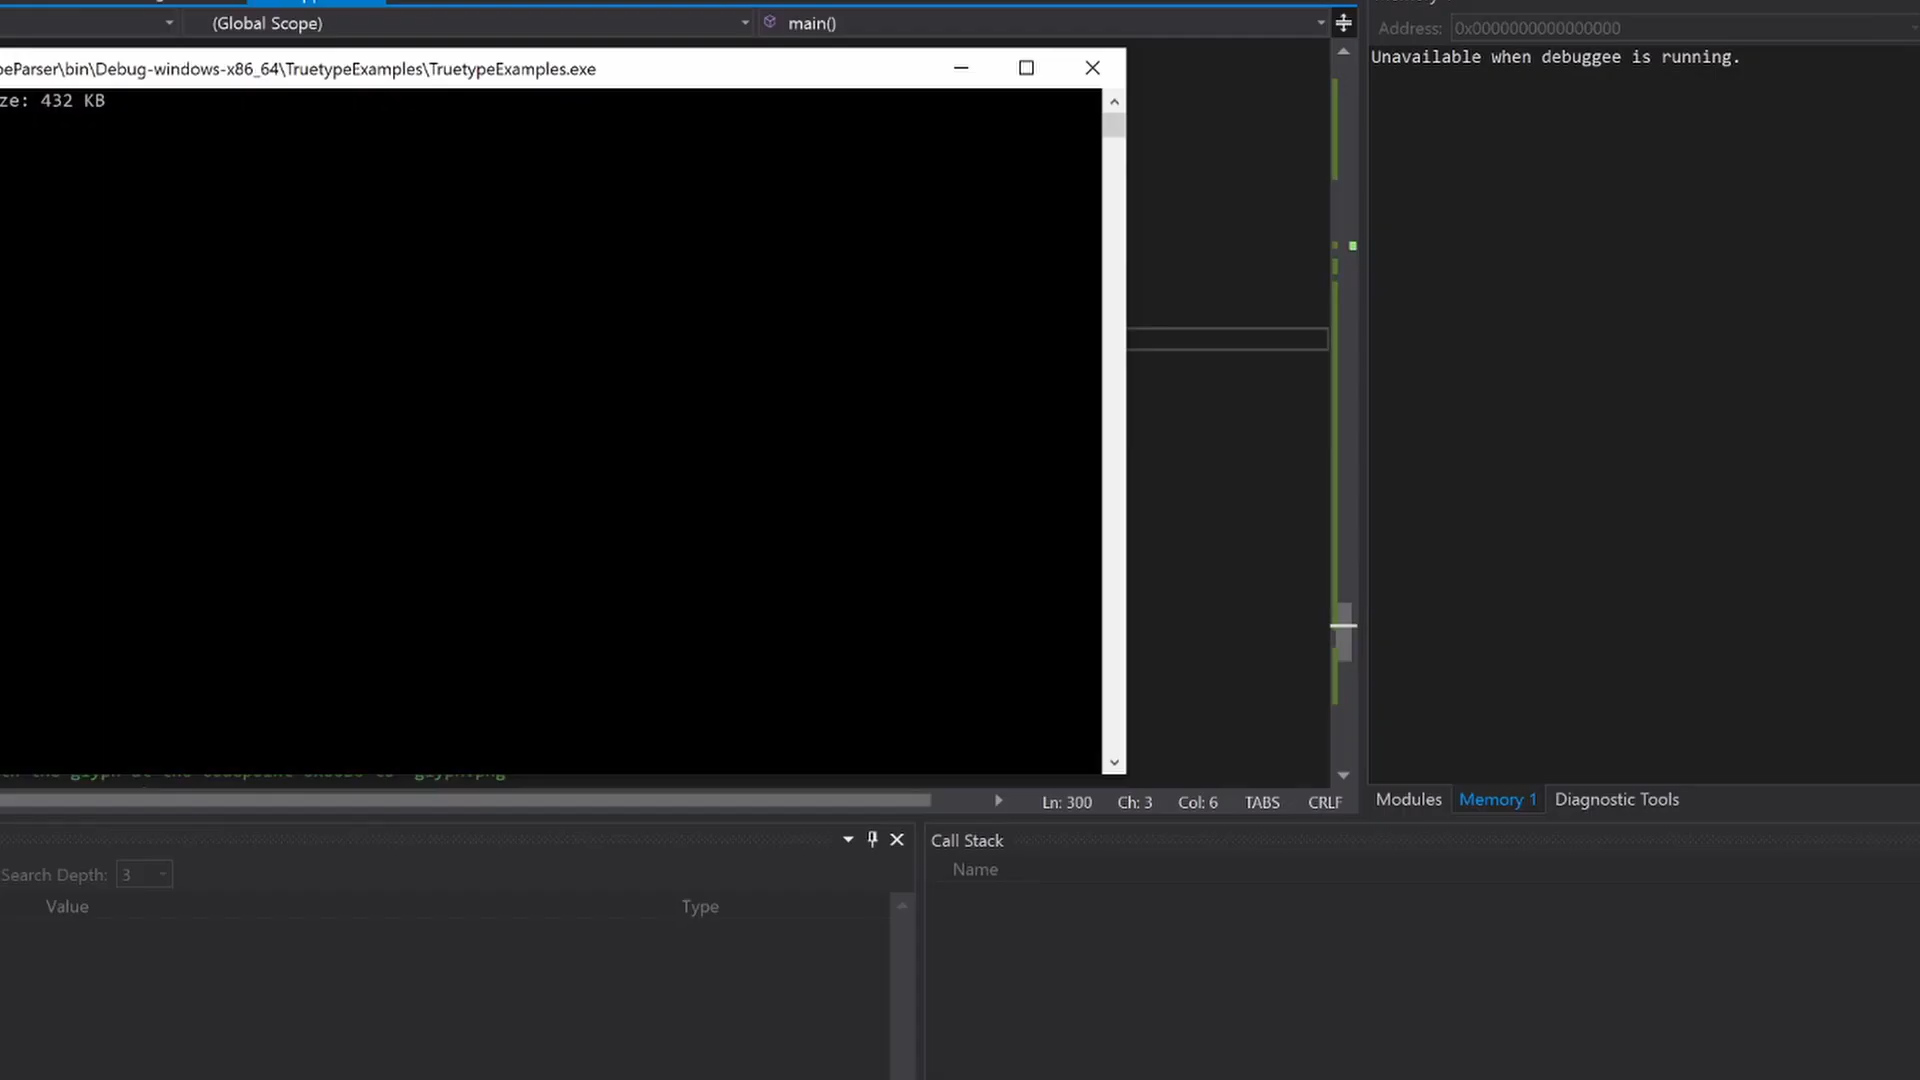 (Global Scope)
main()
Address: 0x0000000000000000
Unavailable when debuggee is running.
peParser\bin\Debug-windows-x86_64\TruetypeExamples\TruetypeExamples.exe
ze: 432 KB
Ln: 300 Ch: 3 Col: 6 TABS CRLF
Modules Memory 1 Diagnostic Tools
Search Depth: 3
Value Type
Call Stack
Name